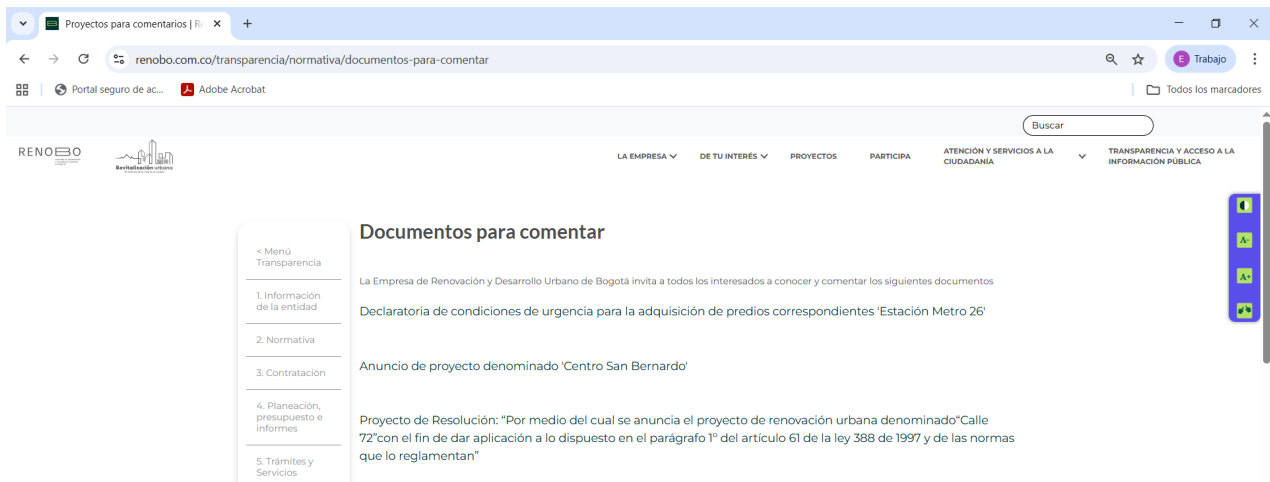 Proyectos para comentarios | Re
renobo.com.co/transparencia/normativa/documentos-para-comentar
E Trabajo
Portal seguro de ac...
Adobe Acrobat
Todos los marcadores
Buscar
RENOBO
Revitalización urbana
LA EMPRESA
DE TU INTERÉS
PROYECTOS
PARTICIPA
ATENCIÓN Y SERVICIOS A LA
CIUDADANÍA
TRANSPARENCIA Y ACCESO A LA
INFORMACIÓN PÚBLICA
A-
A+
< Menú
Transparencia
1. Información
de la entidad
2. Normativa
3. Contratación
4. Planeación,
presupuesto e
informes
5. Trámites y
Servicios
Documentos para comentar
La Empresa de Renovación y Desarrollo Urbano de Bogotá invita a todos los interesados a conocer y comentar los siguientes documentos
Declaratoria de condiciones de urgencia para la adquisición de predios correspondientes 'Estación Metro 26'
Anuncio de proyecto denominado 'Centro San Bernardo'
Proyecto de Resolución: “Por medio del cual se anuncia el proyecto de renovación urbana denominado“Calle
72”con el fin de dar aplicación a lo dispuesto en el parágrafo 1º del artículo 61 de la ley 388 de 1997 y de las normas
que lo reglamentan”